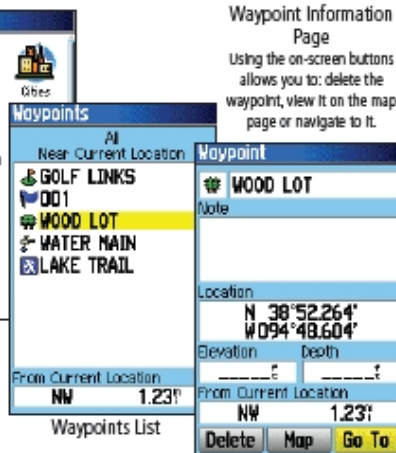 Waypoint Information
Page
Using the on-screen buttons
allows you to: delete the
waypoint, view it on the map
page or navigate to it.
Cities
Waypoints
All
Near Current Location
GOLF LINKS
001
WOOD LOT
WATER MAIN
LAKE TRAIL
From Current Location
NW 1.23
Waypoints List
Waypoint
WOOD LOT
Note
Location
N 38°52.264'
W094°48.604'
Elevation Depth
From Current Location
NW 1.23
Delete Map Go To